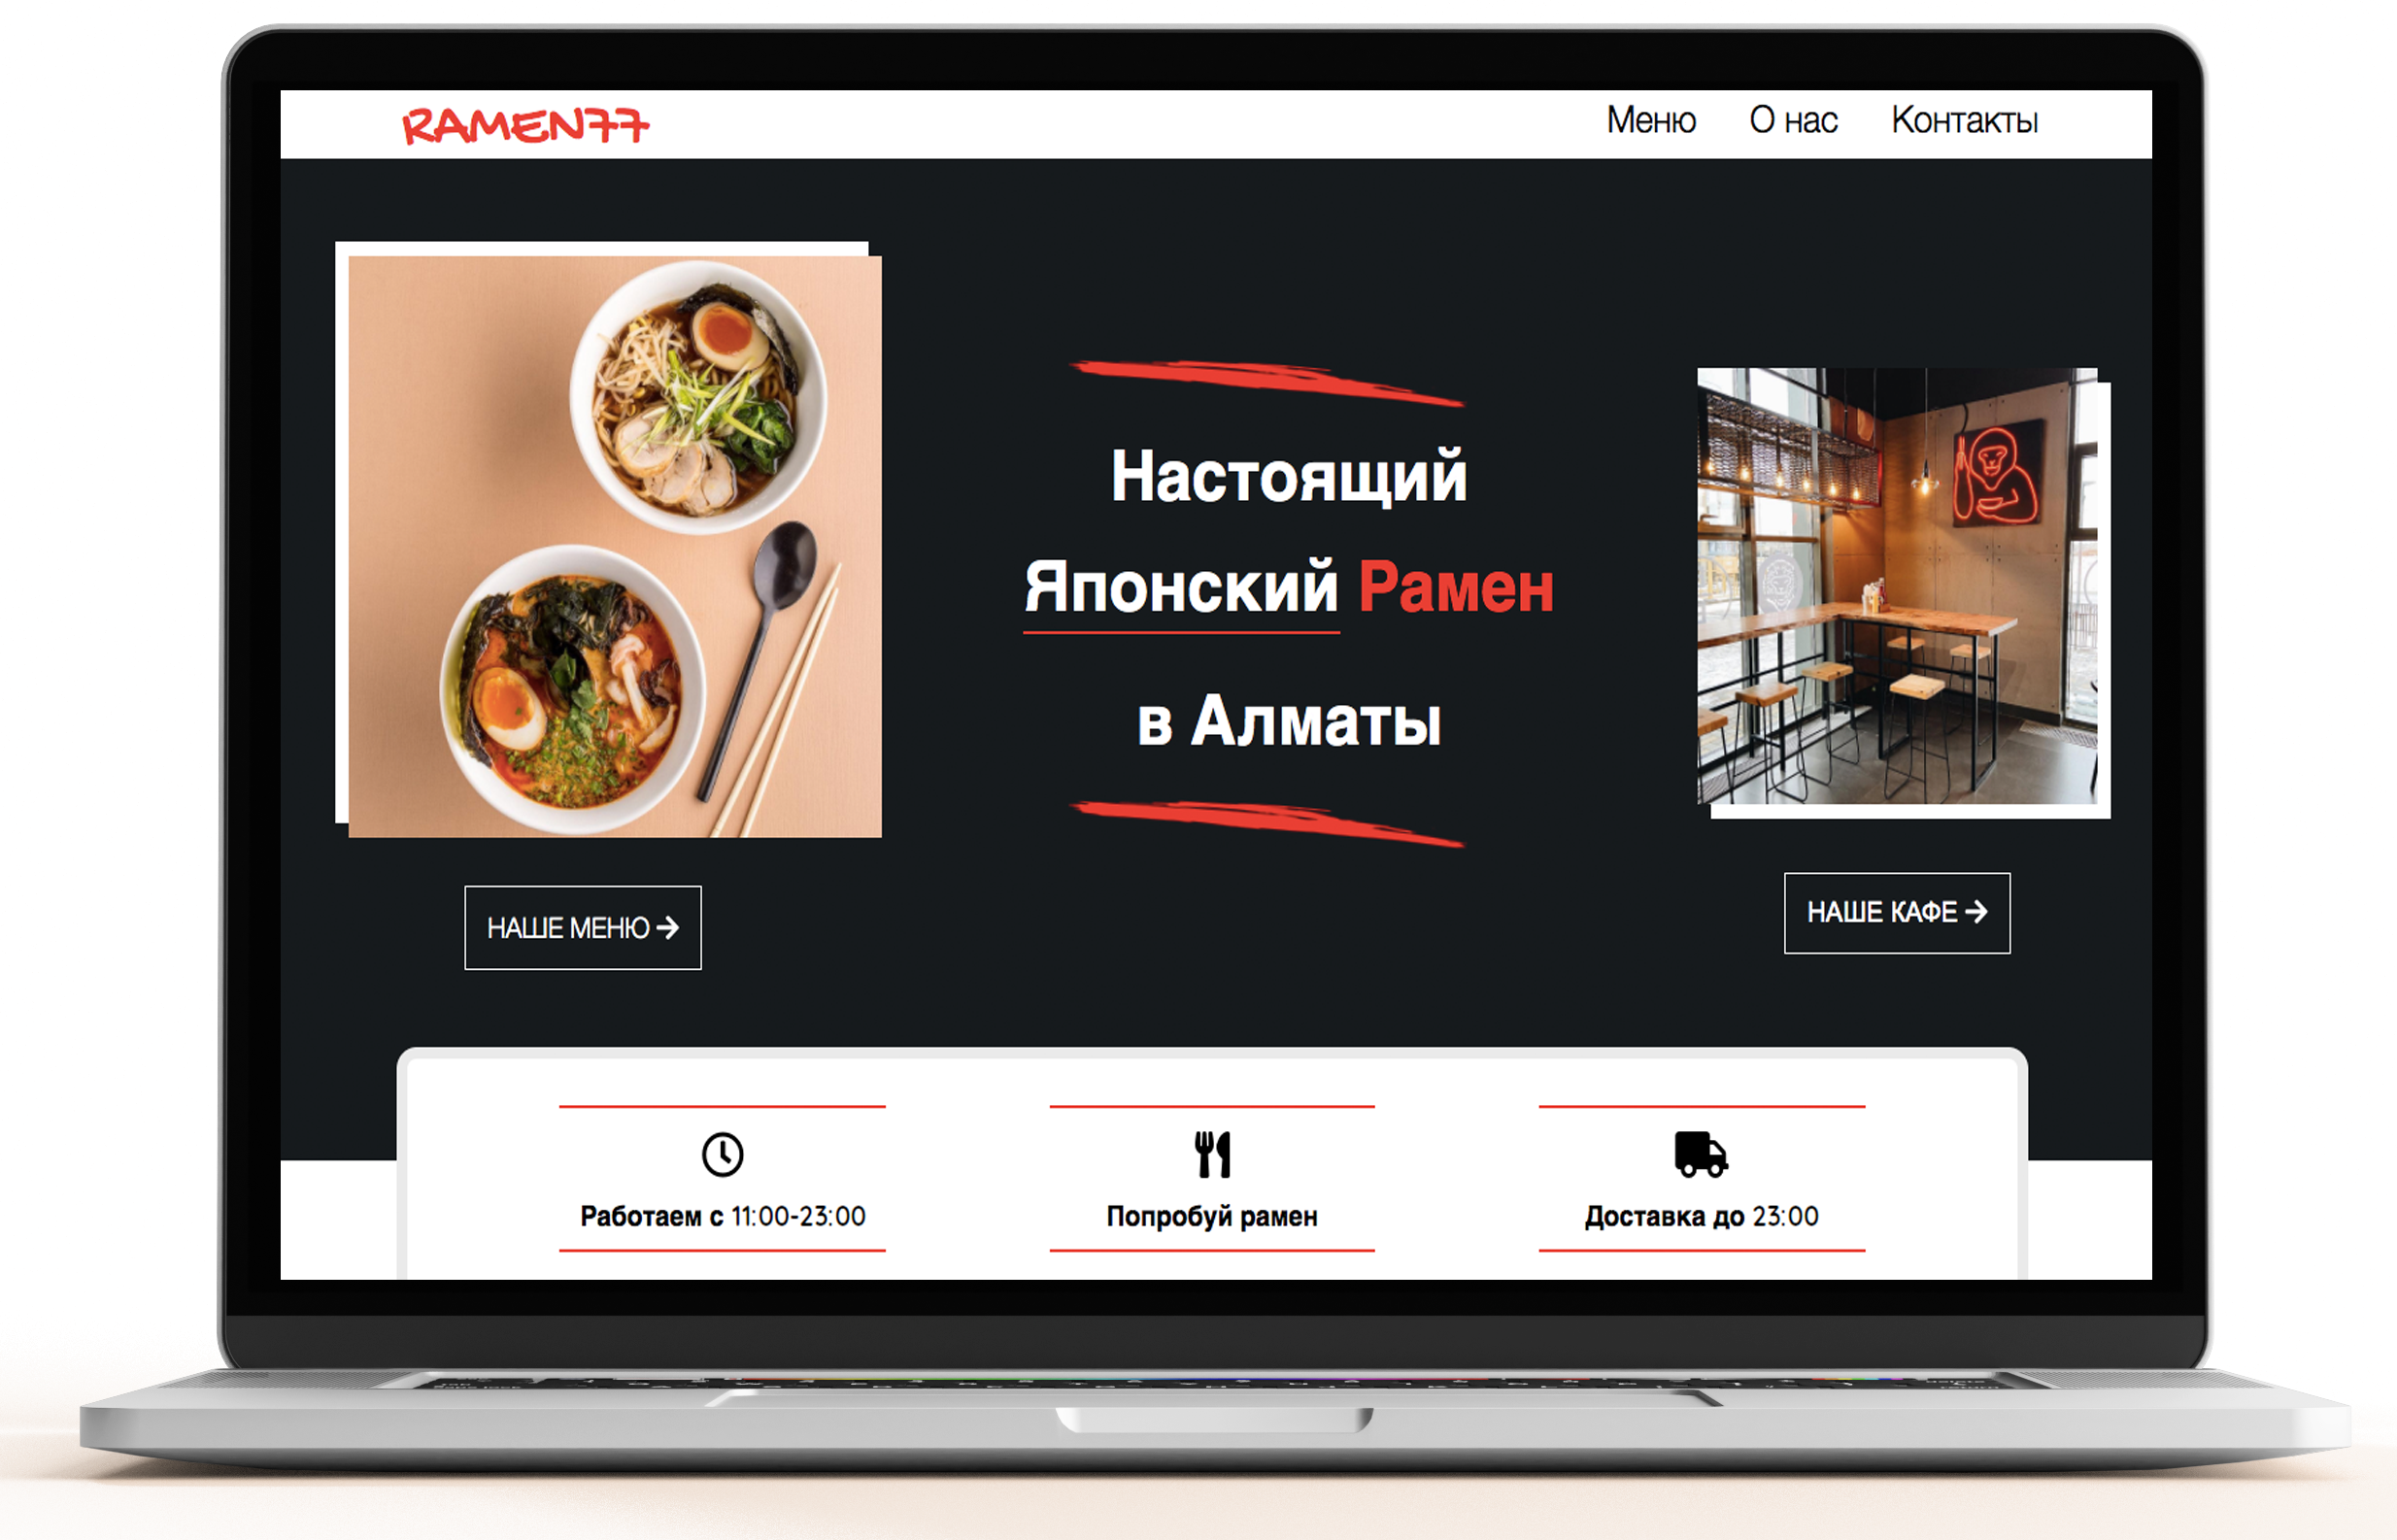 RAMEN77
Меню О нас Контакты
Настоящий
Японский Рамен
в Алматы
НАШЕ МЕНЮ
НАШЕ КАФЕ
Работаем с 11:00-23:00
Попробуй рамен
Доставка до 23:00